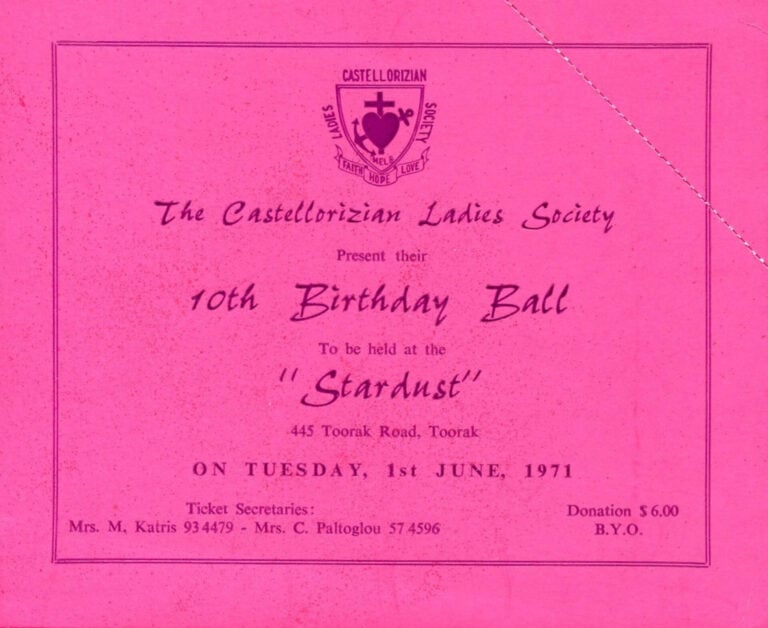 CASTELLORIZIAN
LADIES
SOCIETY
MELB
FAITH HOPE LOVE
The Castellorizian Ladies Society
Present their
10th Birthday Ball
To be held at the
"Stardust"
445 Toorak Road, Toorak
ON TUESDAY, 1st JUNE, 1971
Ticket Secretaries:
Mrs. M. Katris 93 4479 - Mrs. C. Paltoglou 57 4596
Donation $6.00
B.Y.O.